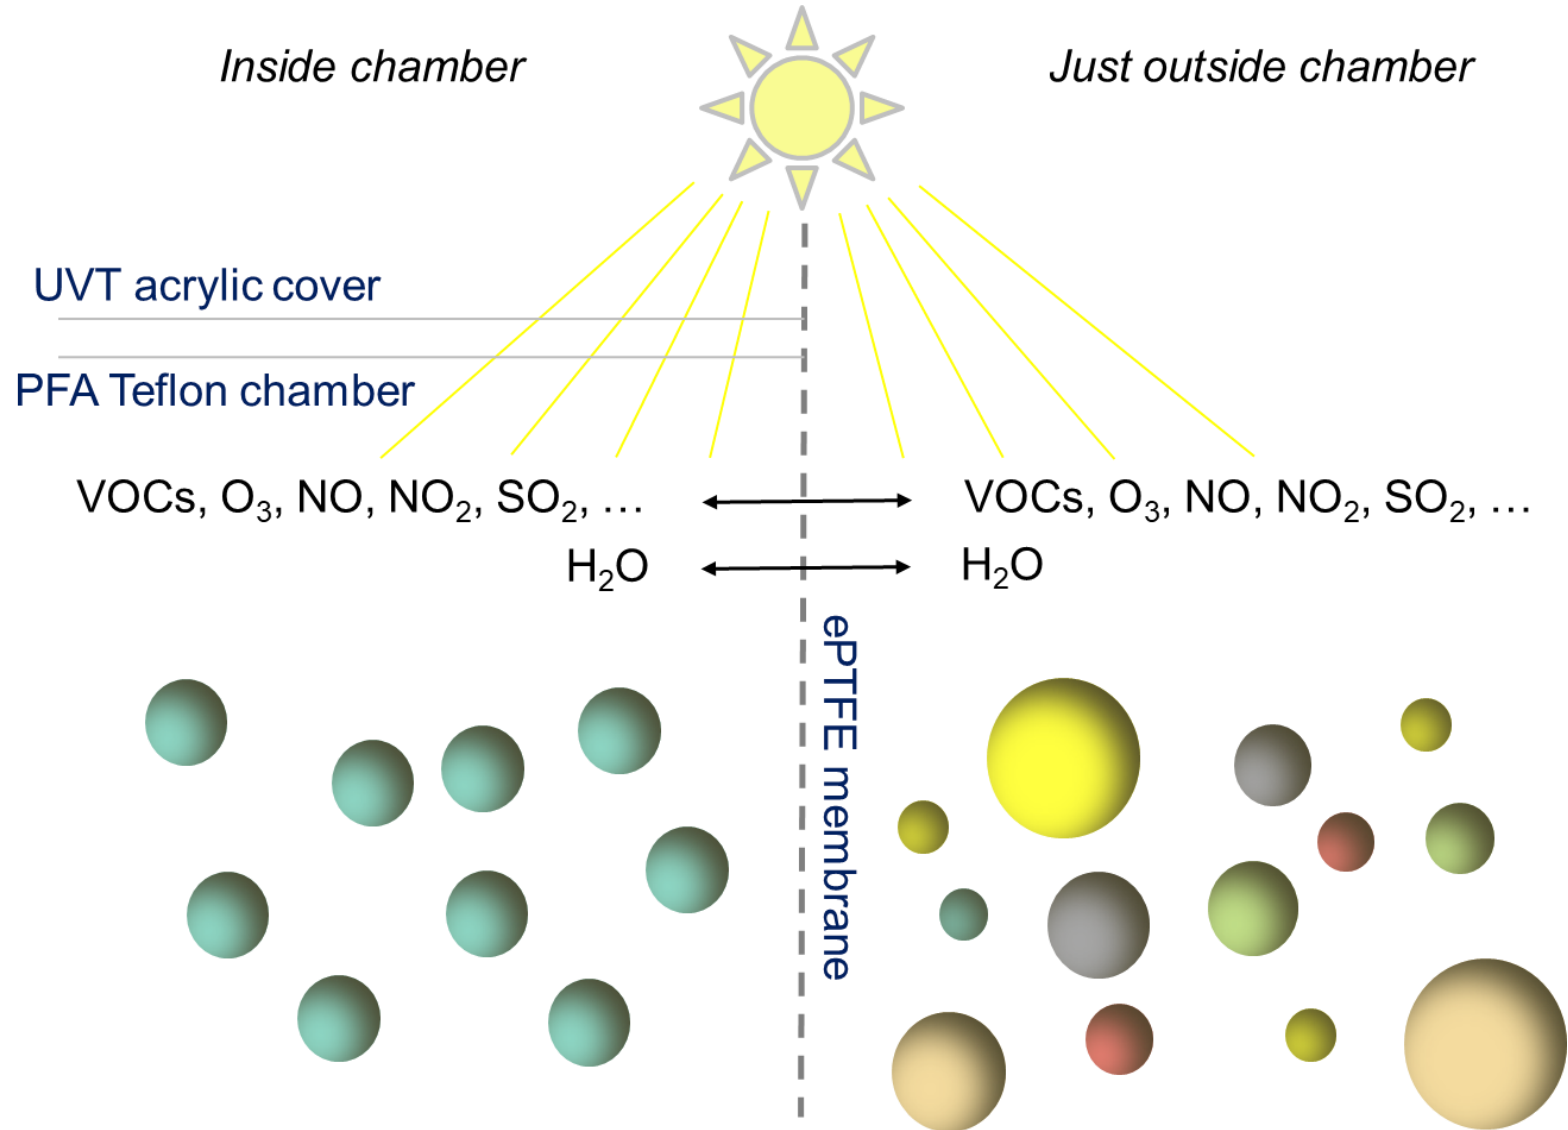 Inside chamber
Just outside chamber
UVT acrylic cover
PFA Teflon chamber
VOCs, O₃, NO, NO₂, SO₂, …
VOCs, O₃, NO, NO₂, SO₂, …
H₂O
H₂O
ePTFE membrane